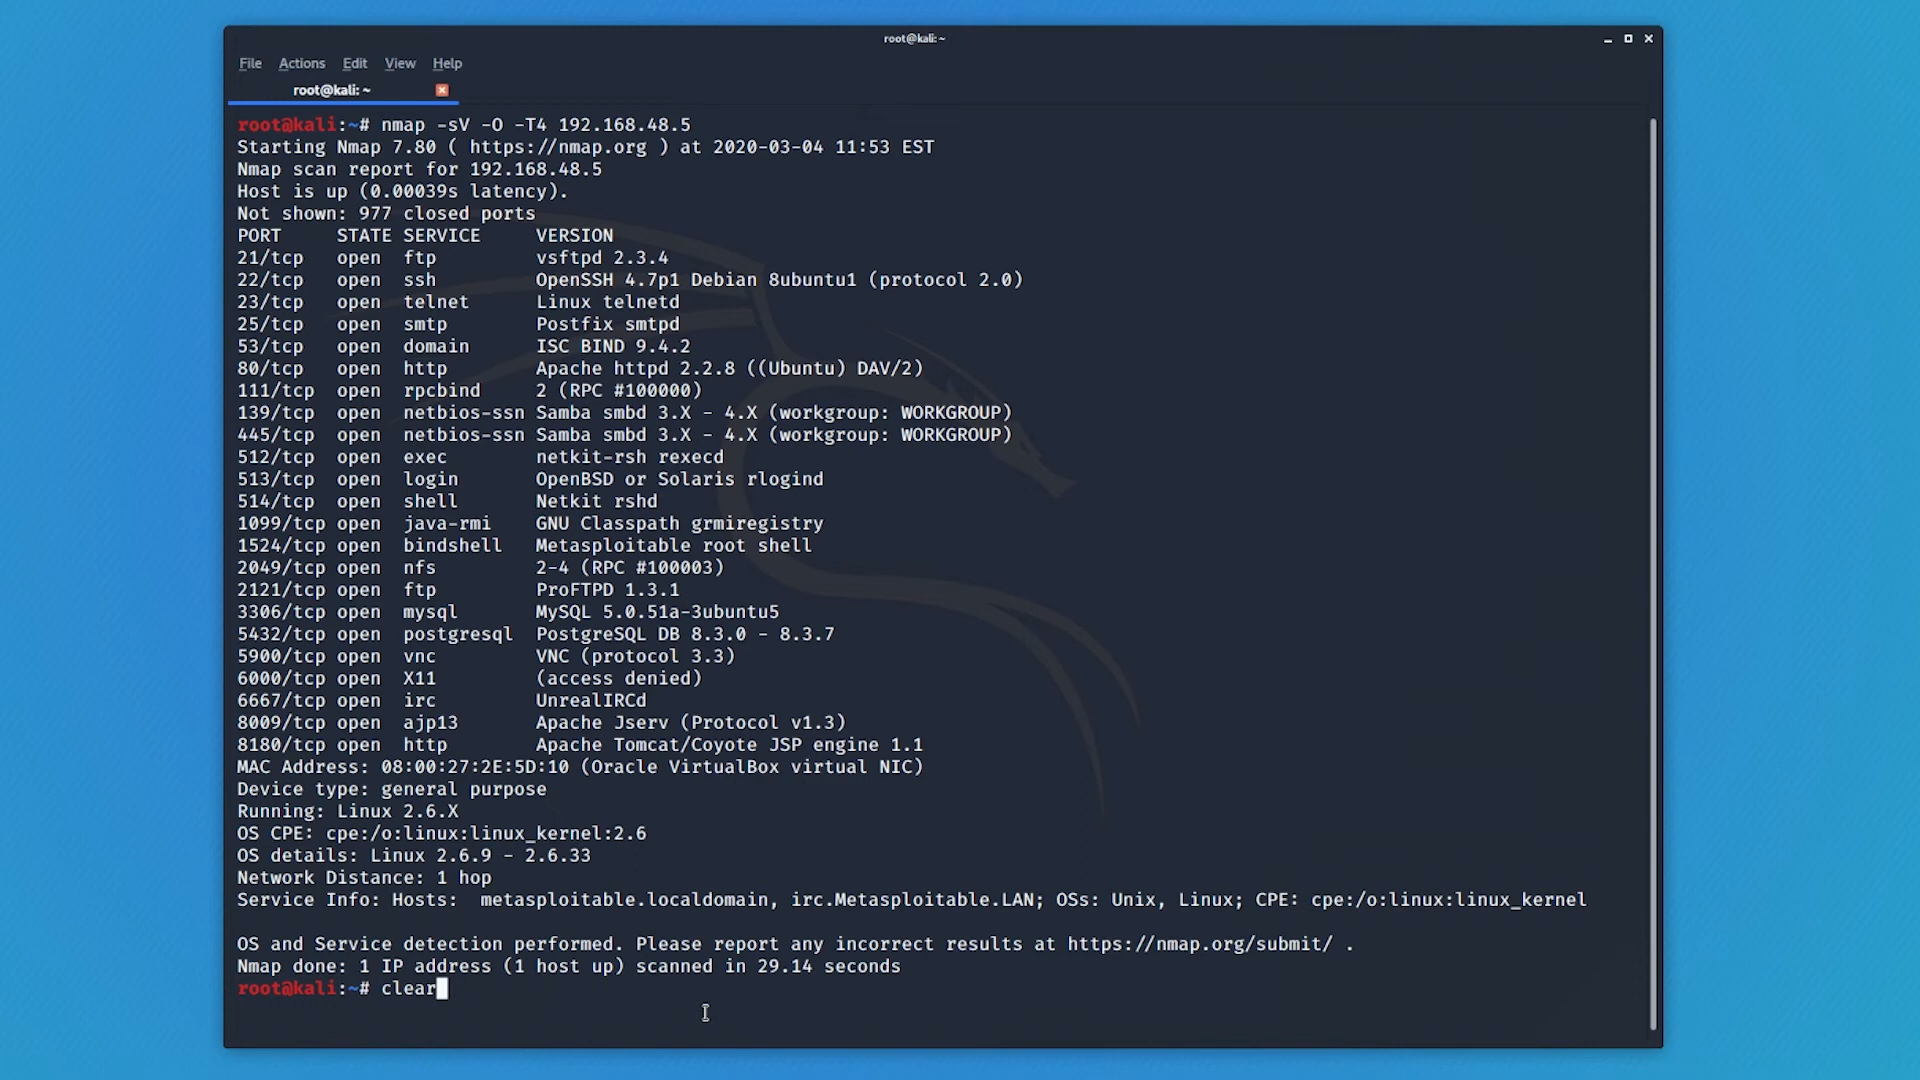 root@kali:~
File Actions Edit View Help
root@kali: ~
root@kali:~# nmap -sV -O -T4 192.168.48.5
Starting Nmap 7.80 ( https://nmap.org ) at 2020-03-04 11:53 EST
Nmap scan report for 192.168.48.5
Host is up (0.00039s latency).
Not shown: 977 closed ports
PORT     STATE SERVICE     VERSION
21/tcp   open  ftp         vsftpd 2.3.4
22/tcp   open  ssh         OpenSSH 4.7p1 Debian 8ubuntu1 (protocol 2.0)
23/tcp   open  telnet      Linux telnetd
25/tcp   open  smtp        Postfix smtpd
53/tcp   open  domain      ISC BIND 9.4.2
80/tcp   open  http        Apache httpd 2.2.8 ((Ubuntu) DAV/2)
111/tcp  open  rpcbind     2 (RPC #100000)
139/tcp  open  netbios-ssn Samba smbd 3.X - 4.X (workgroup: WORKGROUP)
445/tcp  open  netbios-ssn Samba smbd 3.X - 4.X (workgroup: WORKGROUP)
512/tcp  open  exec        netkit-rsh rexecd
513/tcp  open  login       OpenBSD or Solaris rlogind
514/tcp  open  shell       Netkit rshd
1099/tcp open  java-rmi    GNU Classpath grmiregistry
1524/tcp open  bindshell   Metasploitable root shell
2049/tcp open  nfs         2-4 (RPC #100003)
2121/tcp open  ftp         ProFTPD 1.3.1
3306/tcp open  mysql       MySQL 5.0.51a-3ubuntu5
5432/tcp open  postgresql  PostgreSQL DB 8.3.0 - 8.3.7
5900/tcp open  vnc         VNC (protocol 3.3)
6000/tcp open  X11         (access denied)
6667/tcp open  irc         UnrealIRCd
8009/tcp open  ajp13       Apache Jserv (Protocol v1.3)
8180/tcp open  http        Apache Tomcat/Coyote JSP engine 1.1
MAC Address: 08:00:27:2E:5D:10 (Oracle VirtualBox virtual NIC)
Device type: general purpose
Running: Linux 2.6.X
OS CPE: cpe:/o:linux:linux_kernel:2.6
OS details: Linux 2.6.9 - 2.6.33
Network Distance: 1 hop
Service Info: Hosts:  metasploitable.localdomain, irc.Metasploitable.LAN; OSs: Unix, Linux; CPE: cpe:/o:linux:linux_kernel
OS and Service detection performed. Please report any incorrect results at https://nmap.org/submit/ .
Nmap done: 1 IP address (1 host up) scanned in 29.14 seconds
root@kali:~# clear